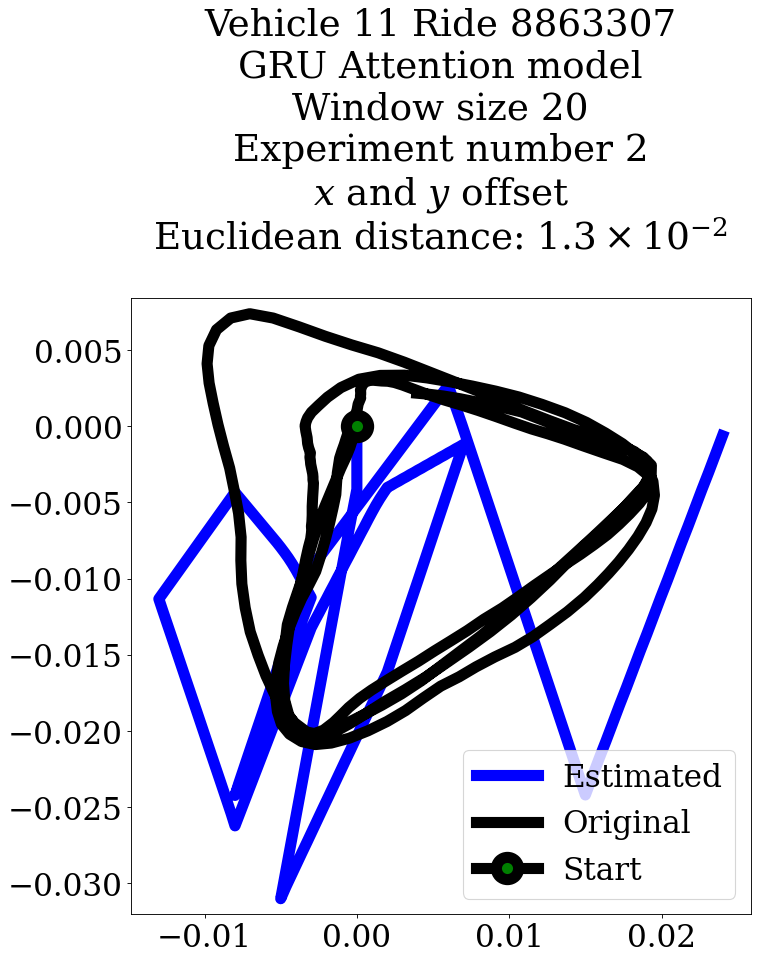 Vehicle 11 Ride 8863307
GRU Attention model
Window size 20
Experiment number 2
x and y offset
Euclidean distance: 1.3 × 10⁻²
0.005
0.000
−0.005
−0.010
−0.015
−0.020
−0.025
−0.030
Estimated
Original
Start
−0.01 0.00 0.01 0.02